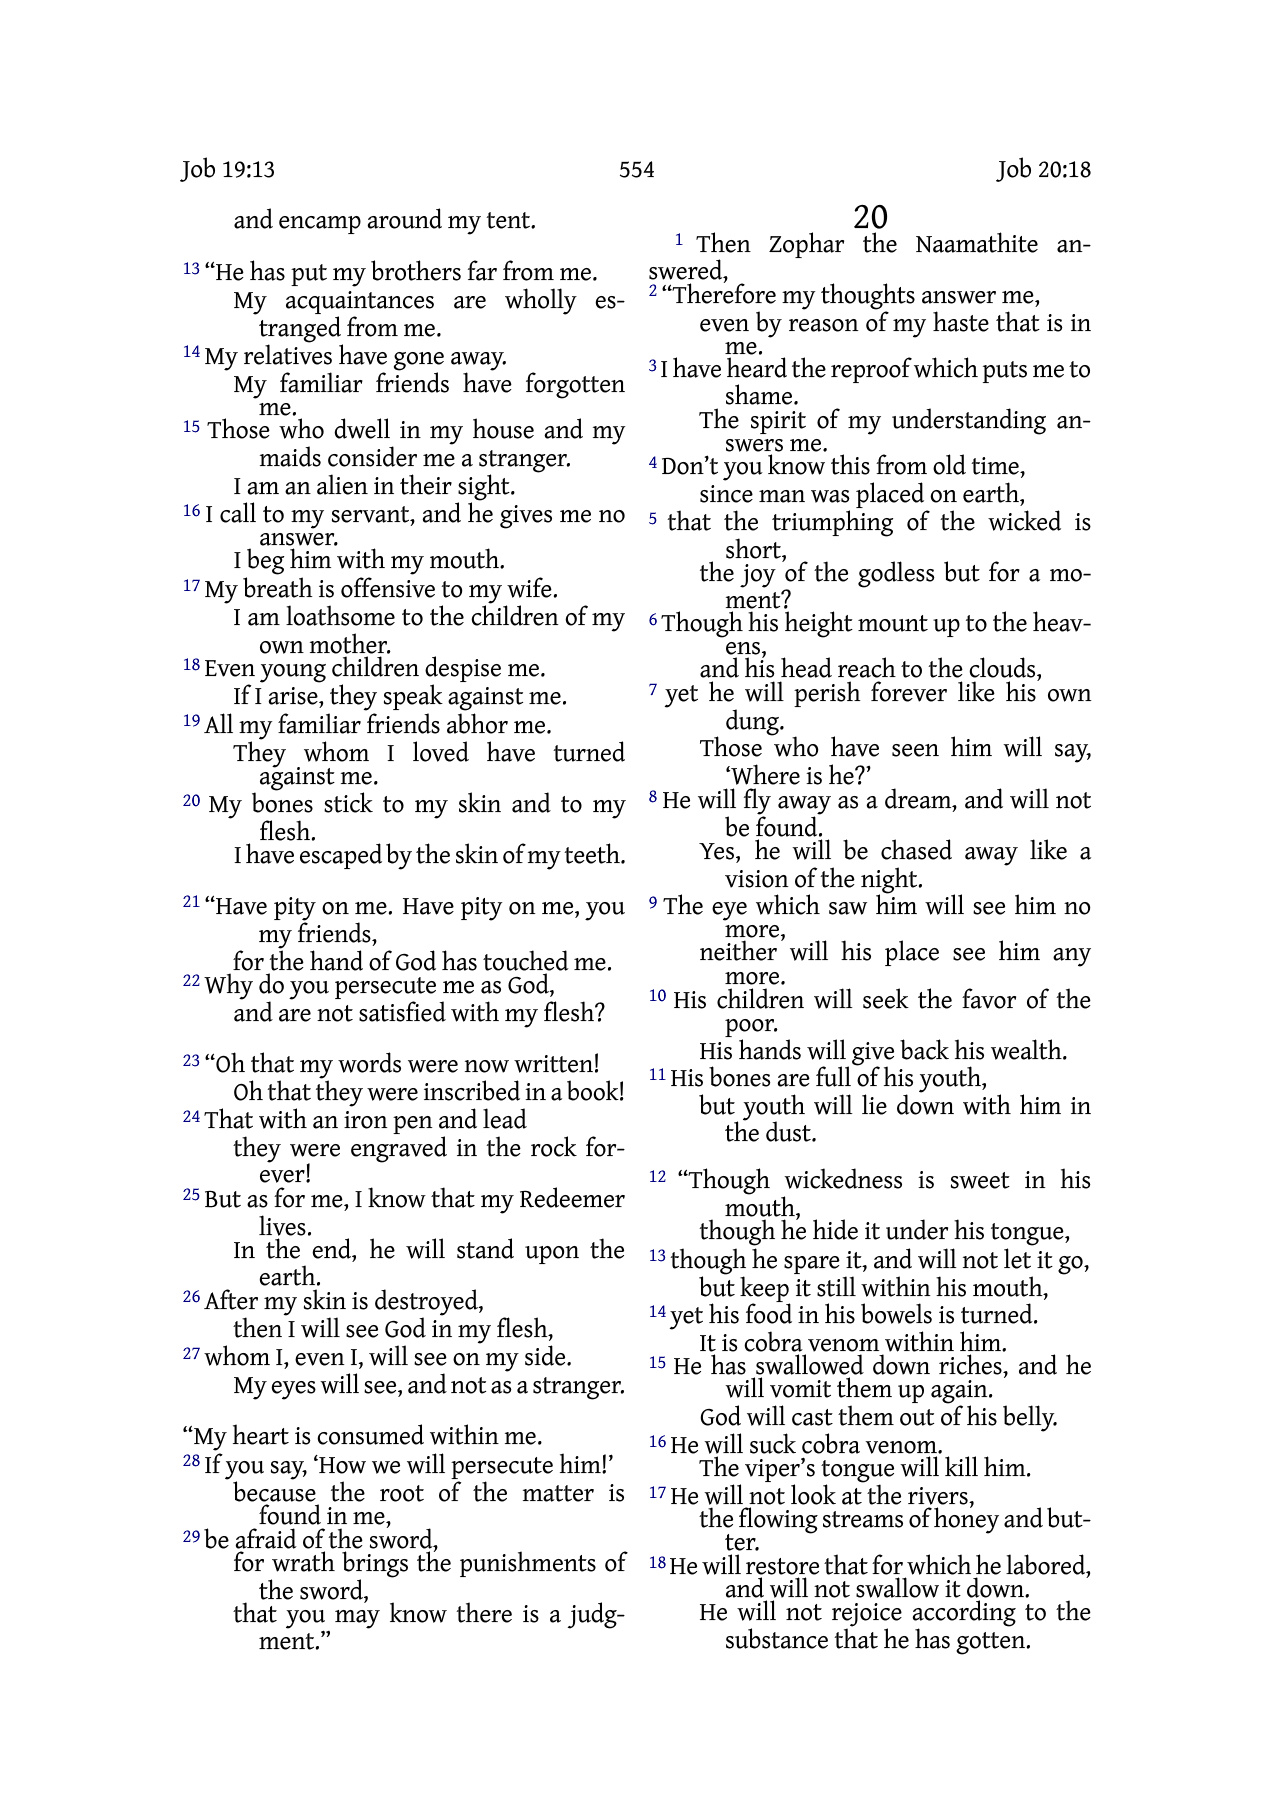 Job 19:13 554 Job 20:18
and encamp around my tent.
13 “He has put my brothers far from me.
My acquaintances are wholly es-
tranged from me.
14 My relatives have gone away.
My familiar friends have forgotten
me.
15 Those who dwell in my house and my
maids consider me a stranger.
I am an alien in their sight.
16 I call to my servant, and he gives me no
answer.
I beg him with my mouth.
17 My breath is offensive to my wife.
I am loathsome to the children of my
own mother.
18 Even young children despise me.
If I arise, they speak against me.
19 All my familiar friends abhor me.
They whom I loved have turned
against me.
20 My bones stick to my skin and to my
flesh.
I have escaped by the skin of my teeth.
21 “Have pity on me. Have pity on me, you
my friends,
for the hand of God has touched me.
22 Why do you persecute me as God,
and are not satisfied with my flesh?
23 “Oh that my words were now written!
Oh that they were inscribed in a book!
24 That with an iron pen and lead
they were engraved in the rock for-
ever!
25 But as for me, I know that my Redeemer
lives.
In the end, he will stand upon the
earth.
26 After my skin is destroyed,
then I will see God in my flesh,
27 whom I, even I, will see on my side.
My eyes will see, and not as a stranger.
“My heart is consumed within me.
28 If you say, ‘How we will persecute him!’
because the root of the matter is
found in me,
29 be afraid of the sword,
for wrath brings the punishments of
the sword,
that you may know there is a judg-
ment.”
20
1 Then Zophar the Naamathite an-
swered,
2 “Therefore my thoughts answer me,
even by reason of my haste that is in
me.
3 I have heard the reproof which puts me to
shame.
The spirit of my understanding an-
swers me.
4 Don’t you know this from old time,
since man was placed on earth,
5 that the triumphing of the wicked is
short,
the joy of the godless but for a mo-
ment?
6 Though his height mount up to the heav-
ens,
and his head reach to the clouds,
7 yet he will perish forever like his own
dung.
Those who have seen him will say,
‘Where is he?’
8 He will fly away as a dream, and will not
be found.
Yes, he will be chased away like a
vision of the night.
9 The eye which saw him will see him no
more,
neither will his place see him any
more.
10 His children will seek the favor of the
poor.
His hands will give back his wealth.
11 His bones are full of his youth,
but youth will lie down with him in
the dust.
12 “Though wickedness is sweet in his
mouth,
though he hide it under his tongue,
13 though he spare it, and will not let it go,
but keep it still within his mouth,
14 yet his food in his bowels is turned.
It is cobra venom within him.
15 He has swallowed down riches, and he
will vomit them up again.
God will cast them out of his belly.
16 He will suck cobra venom.
The viper’s tongue will kill him.
17 He will not look at the rivers,
the flowing streams of honey and but-
ter.
18 He will restore that for which he labored,
and will not swallow it down.
He will not rejoice according to the
substance that he has gotten.